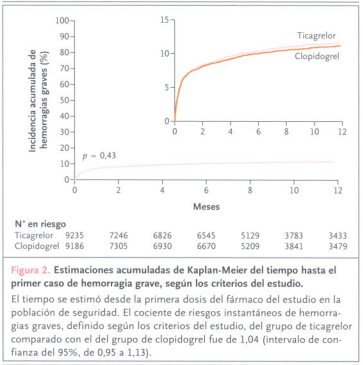 Incidencia acumulada de
hemorragias graves (%)
100
90
80
70
60
50
40
30
20
10
0
15
10
5
0
0 2 4 6 8 10 12
Ticagrelor
Clopidogrel
p = 0,43
0 2 4 6 8 10 12
Meses
N° en riesgo
Ticagrelor 9235 7246 6826 6545 5129 3783 3433
Clopidogrel 9186 7305 6930 6670 5209 3841 3479
Figura 2. Estimaciones acumuladas de Kaplan-Meier del tiempo hasta el
primer caso de hemorragia grave, según los criterios del estudio.
El tiempo se estimó desde la primera dosis del fármaco del estudio en la
población de seguridad. El cociente de riesgos instantáneos de hemorra-
gias graves, definido según los criterios del estudio, del grupo de ticagrelor
comparado con el del grupo de clopidogrel fue de 1,04 (intervalo de con-
fianza del 95%, de 0,95 a 1,13).